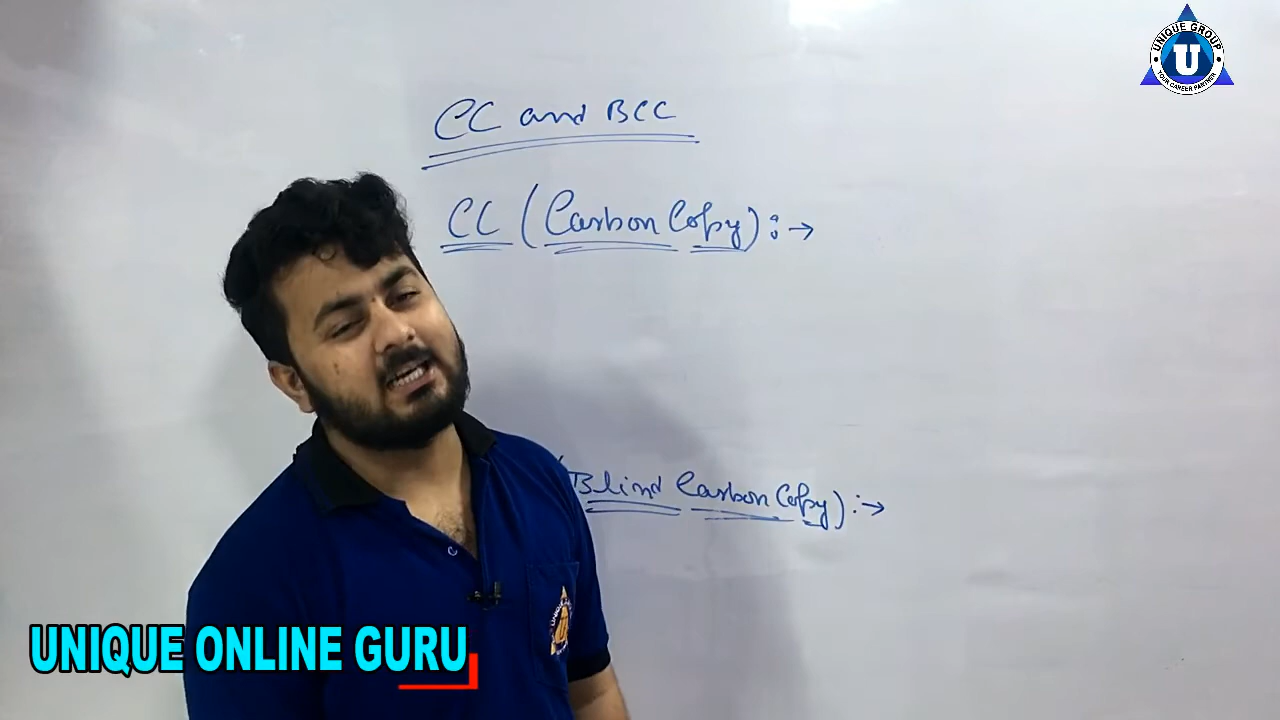 UNIQUE GROUP
U
YOUR CAREER PARTNER
CC and BCC
CC (Carbon Copy) :→
(Blind Carbon Copy) :→
UNIQUE ONLINE GURU